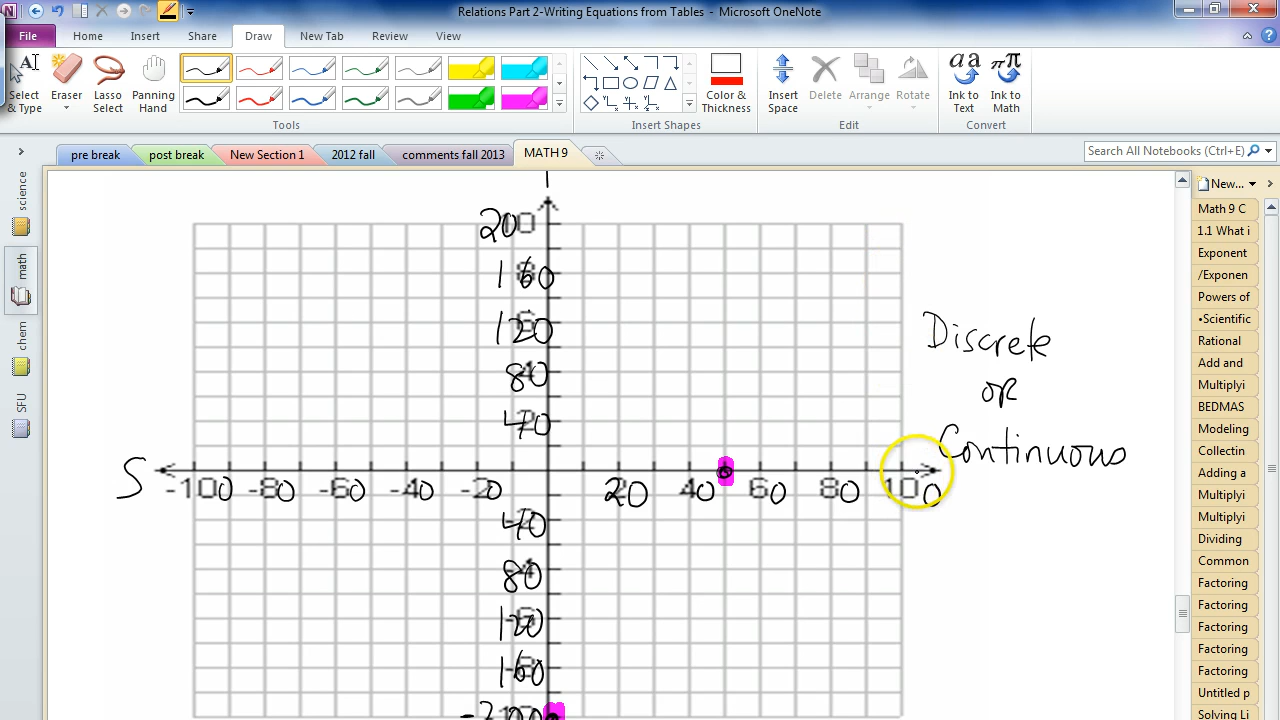 Relations Part 2-Writing Equations from Tables - Microsoft OneNote
File Home Insert Share Draw New Tab Review View
Select & Type
Eraser
Lasso Select
Panning Hand
Color & Thickness
Insert Space
Delete
Arrange
Rotate
Ink to Text
Ink to Math
Tools Insert Shapes Edit Convert
pre break post break New Section 1 2012 fall comments fall 2013 MATH 9
Search All Notebooks (Ctrl+E)
New...
science
math
chem
SFU
200
160
120
80
40
S
-100 -80 -60 -40 -20 20 40 60 80 100
40
80
120
160
-200
Discrete
or
Continuous
Math 9 C
1.1 What i
Exponent
/Exponen
Powers of
•Scientific
Rational
Add and
Multiplyi
BEDMAS
Modeling
Collectin
Adding a
Multiplyi
Multiplyi
Dividing
Common
Factoring
Factoring
Factoring
Factoring
Factoring
Untitled p
Solving Li